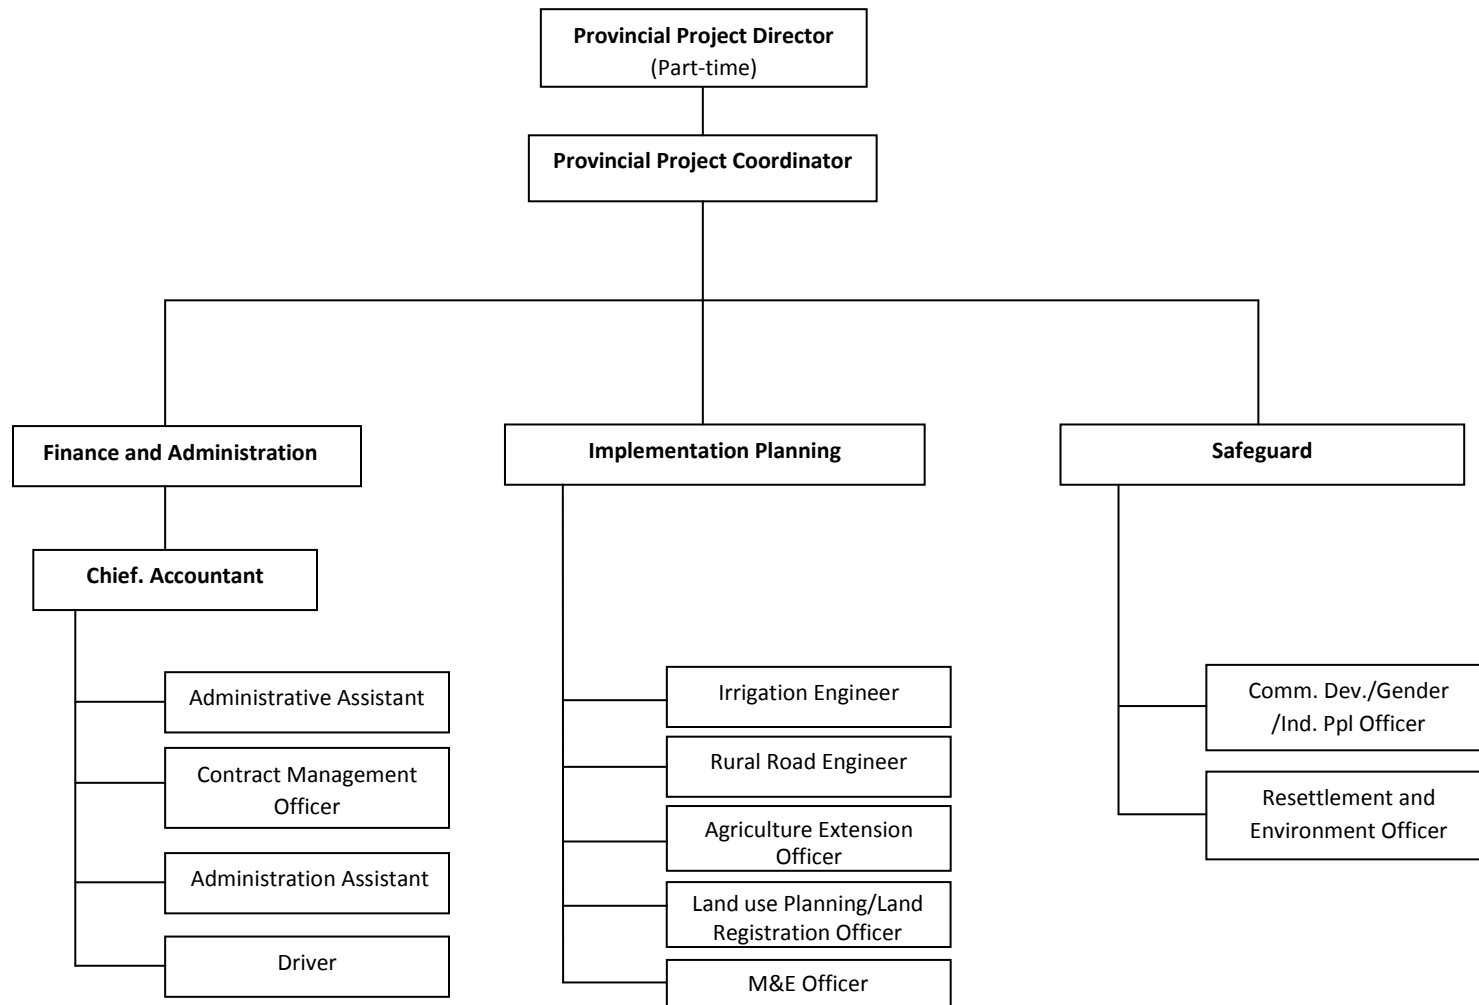 Provincial Project Director
(Part-time)
Provincial Project Coordinator
Finance and Administration
Implementation Planning
Safeguard
Chief. Accountant
Administrative Assistant
Contract Management
Officer
Administration Assistant
Driver
Irrigation Engineer
Rural Road Engineer
Agriculture Extension
Officer
Land use Planning/Land
Registration Officer
M&E Officer
Comm. Dev./Gender
/Ind. Ppl Officer
Resettlement and
Environment Officer